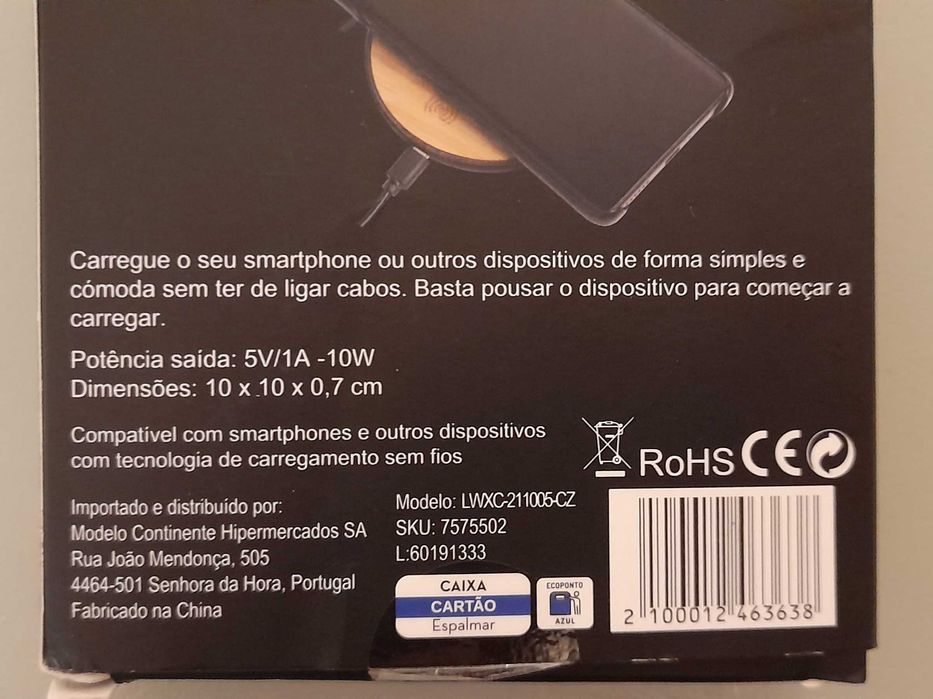 Carregue o seu smartphone ou outros dispositivos de forma simples e
cómoda sem ter de ligar cabos. Basta pousar o dispositivo para começar a
carregar.
Potência saída: 5V/1A -10W
Dimensões: 10 x 10 x 0,7 cm
Compatível com smartphones e outros dispositivos
com tecnologia de carregamento sem fios
RoHS CE
Importado e distribuído por:
Modelo Continente Hipermercados SA
Rua João Mendonça, 505
4464-501 Senhora da Hora, Portugal
Fabricado na China
Modelo: LWXC-211005-CZ
SKU: 7575502
L:60191333
CAIXA
CARTÃO
Espalmar
ECOPONTO
AZUL
2 100012 463638